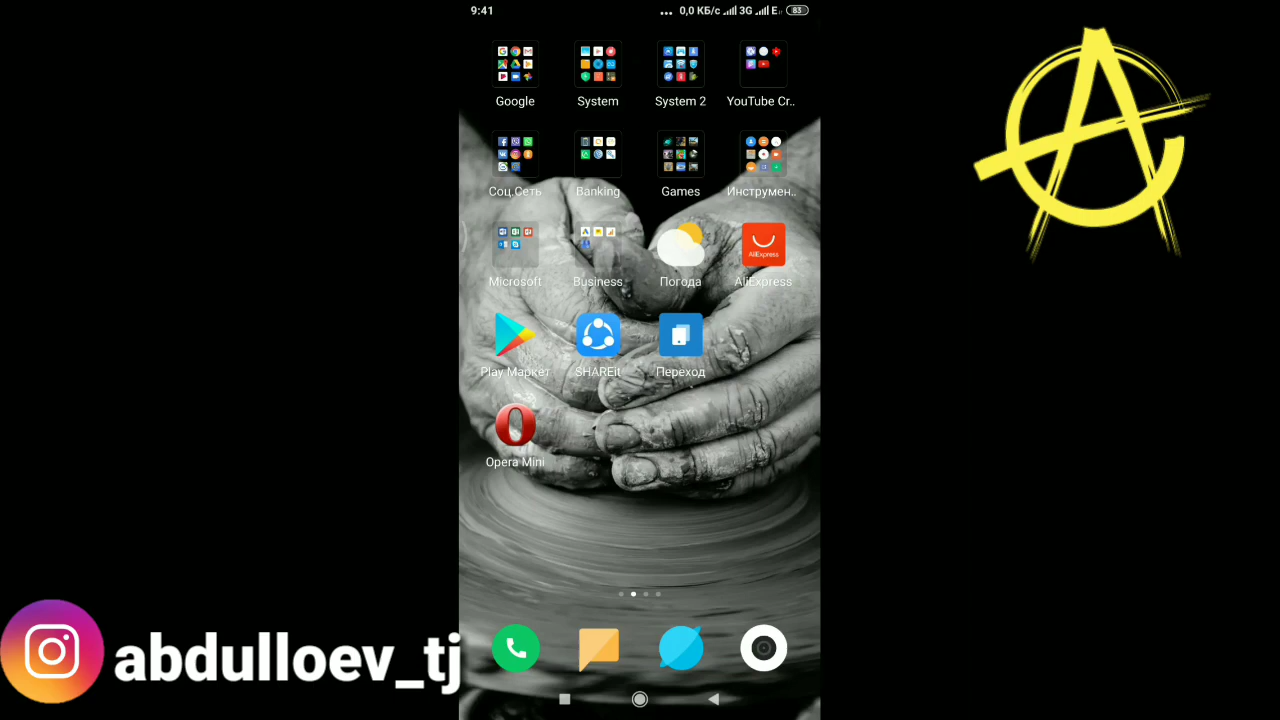 9:41
... 0,0 КБ/с 3G E 83
Google System System 2 YouTube Cr..
Соц.Сеть Banking Games Инструмен..
Microsoft Business Погода AliExpress
AliExpress
Play Маркет SHAREit Переход
Opera Mini
abdulloev_tj